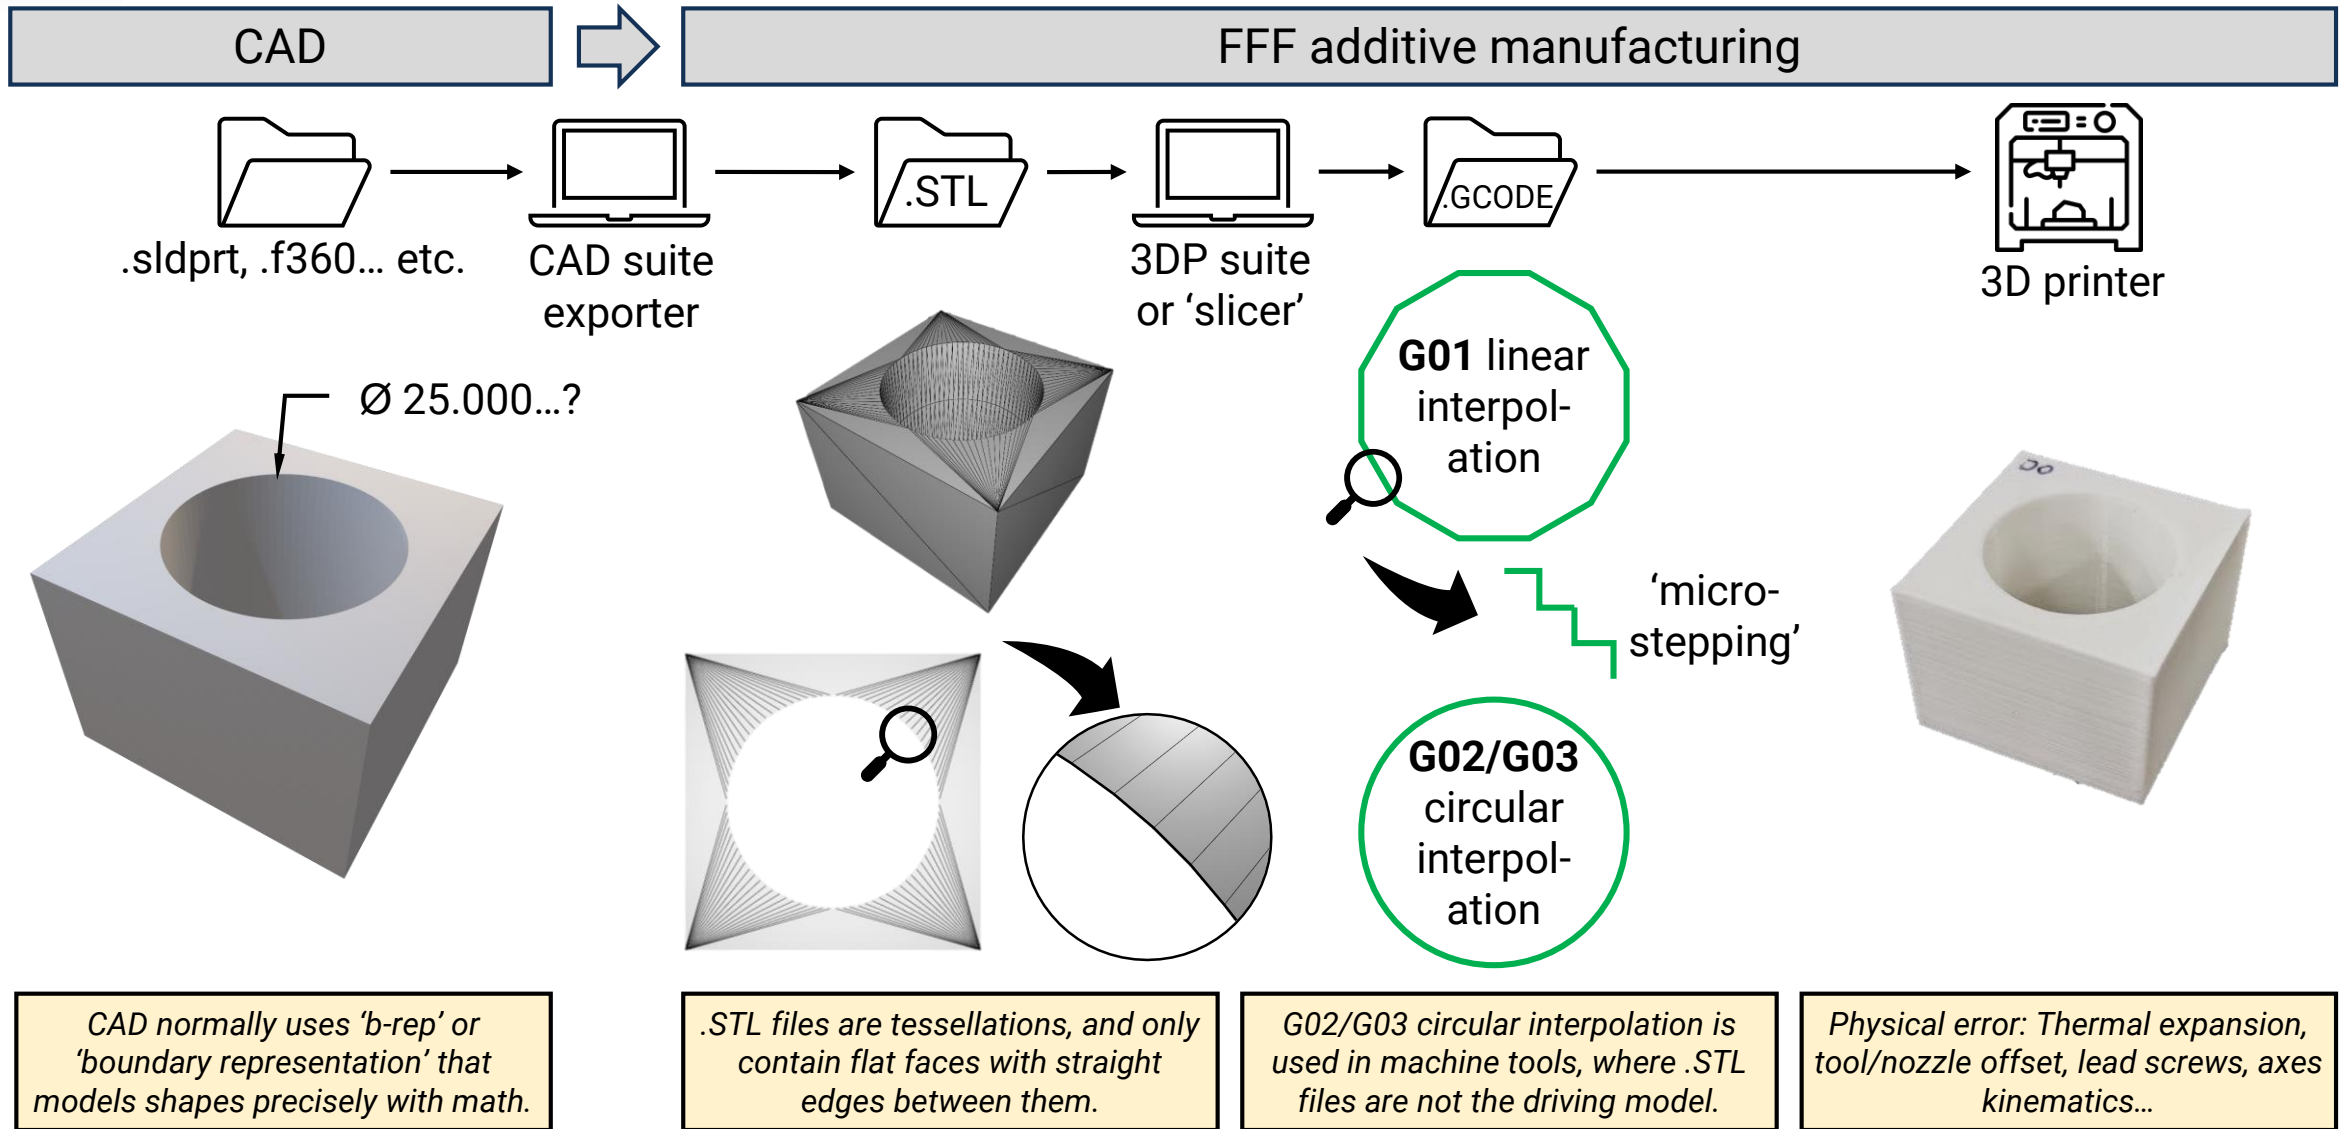 CAD
FFF additive manufacturing
.STL
.GCODE
.sldprt, .f360... etc.
CAD suite
exporter
3DP suite
or ‘slicer’
3D printer
Ø 25.000...?
G01 linear
interpol-
ation
‘micro-
stepping’
G02/G03
circular
interpol-
ation
CAD normally uses ‘b-rep’ or
‘boundary representation’ that
models shapes precisely with math.
.STL files are tessellations, and only
contain flat faces with straight
edges between them.
G02/G03 circular interpolation is
used in machine tools, where .STL
files are not the driving model.
Physical error: Thermal expansion,
tool/nozzle offset, lead screws, axes
kinematics...